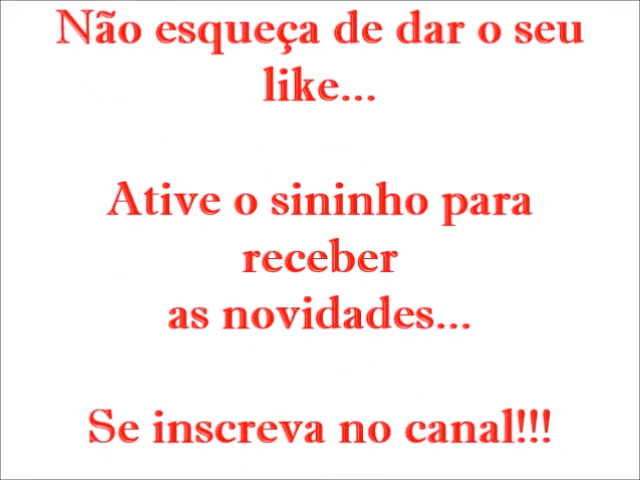 Não esqueça de dar o seu
like...
Ative o sininho para
receber
as novidades...
Se inscreva no canal!!!